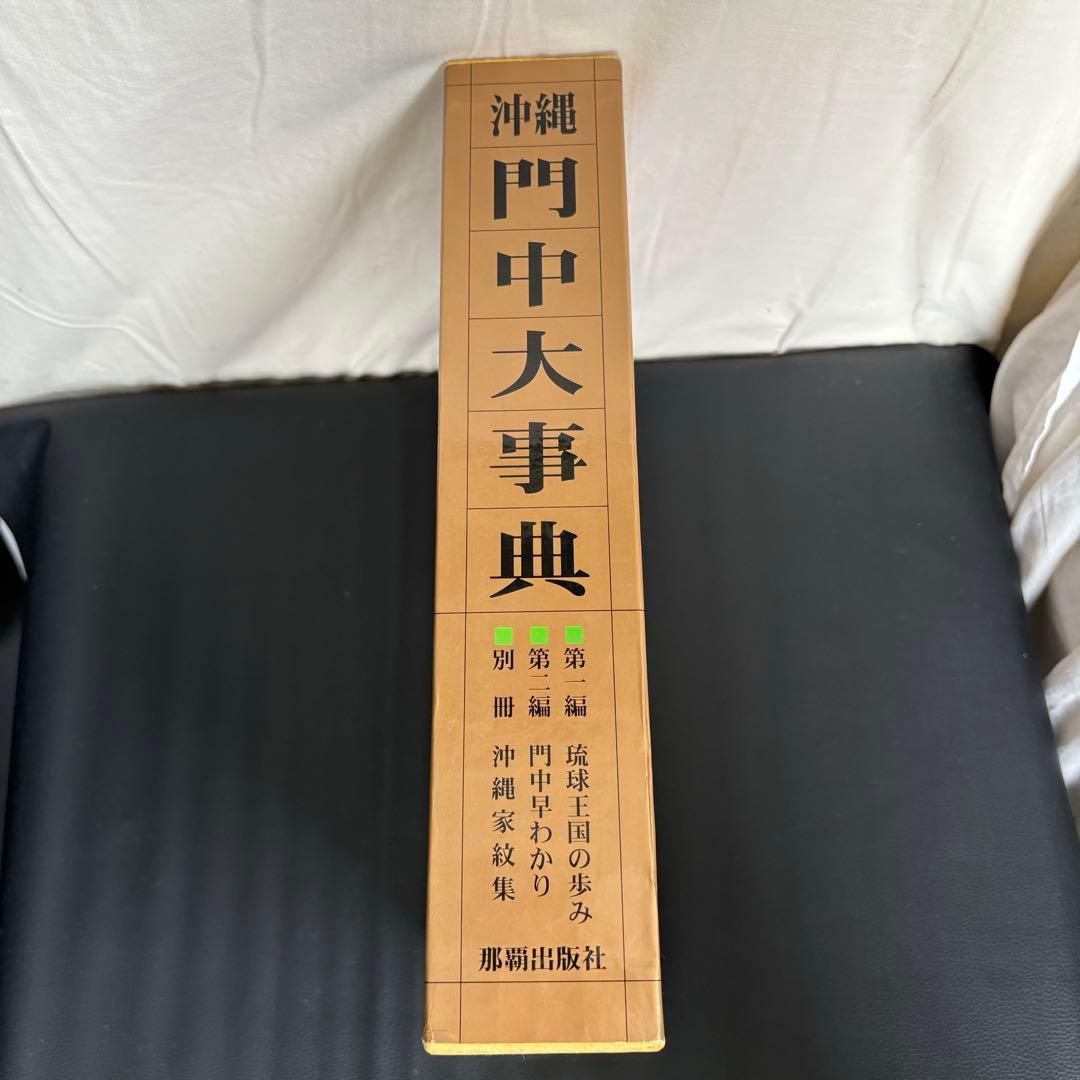 沖縄
門中大事典
■第一編 琉球王国の歩み
■第二編 門中早わかり
■別冊 沖縄家紋集
那覇出版社